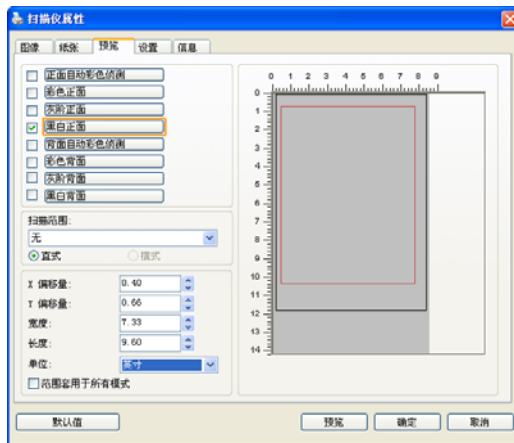 扫描仪属性
图像 纸张 预览 设置 信息
正面自动彩色侦测
彩色正面
灰阶正面
黑白正面
背面自动彩色侦测
彩色背面
灰阶背面
黑白背面
扫描范围:
无
直式 横式
X 偏移量: 0.40
Y 偏移量: 0.66
宽度: 7.33
长度: 9.60
单位: 英寸
范围套用于所有模式
0 1 2 3 4 5 6 7 8 9
0
1
2
3
4
5
6
7
8
9
10
11
12
13
14
默认值 预览 确定 取消